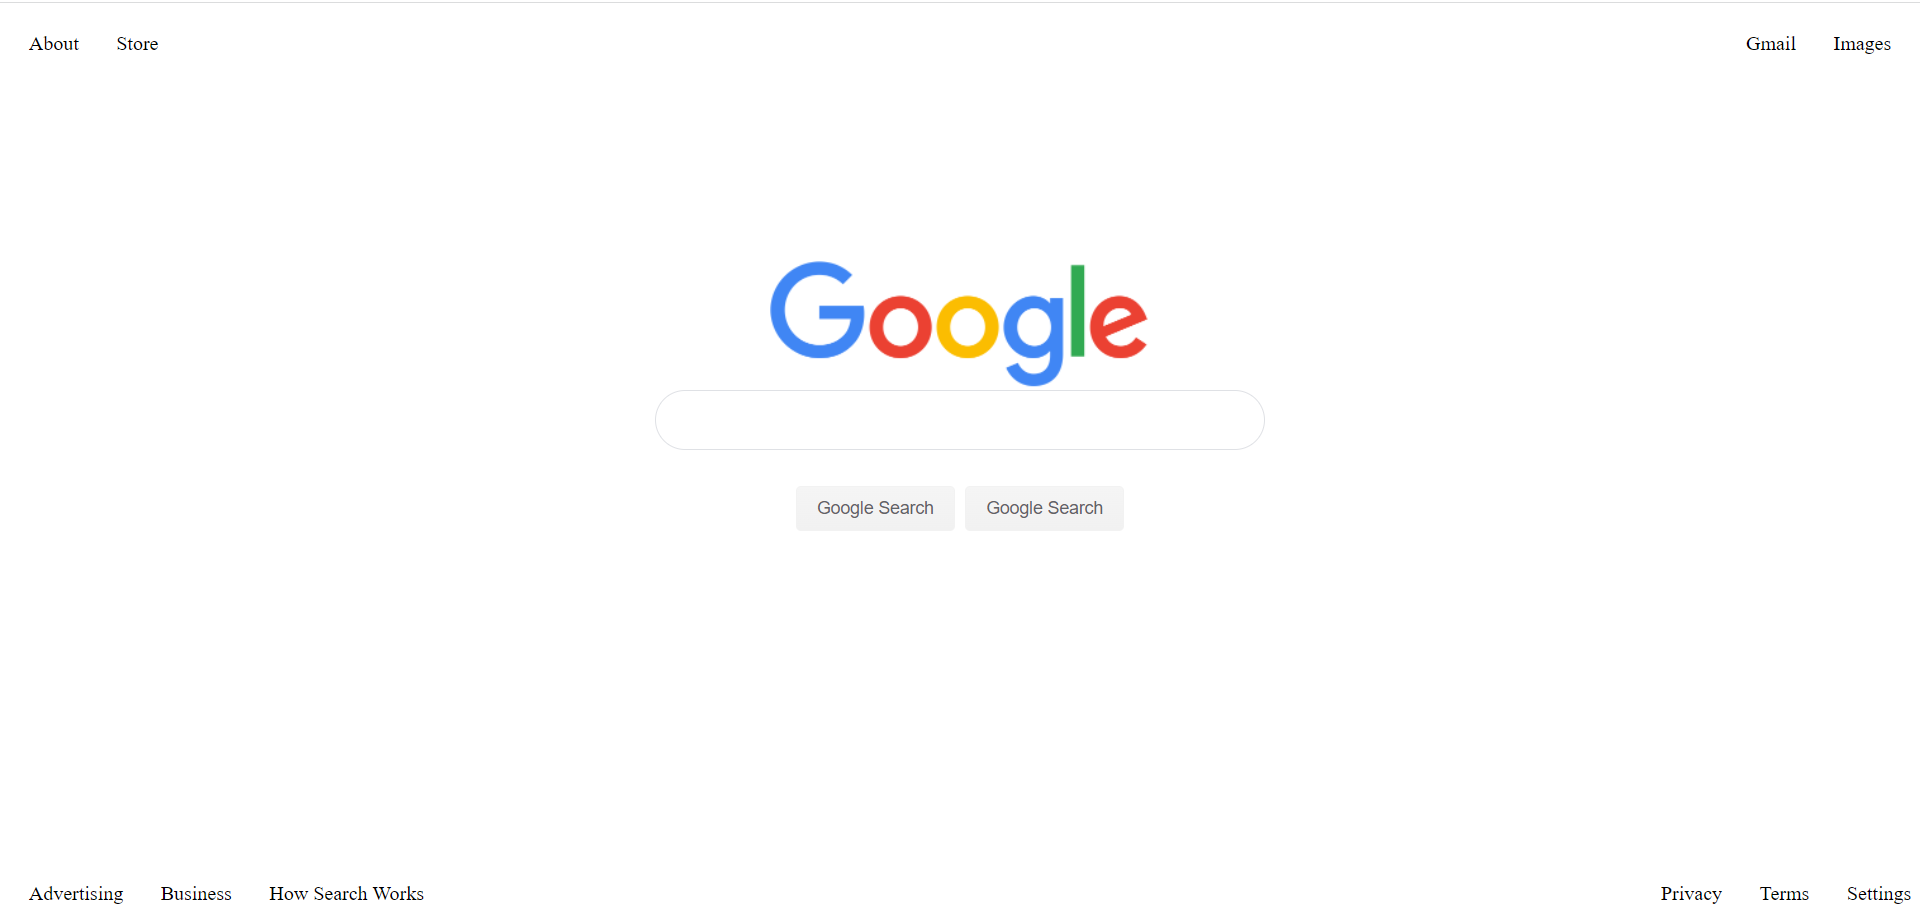 About Store Gmail Images
Google
Google Search Google Search
Advertising Business How Search Works Privacy Terms Settings